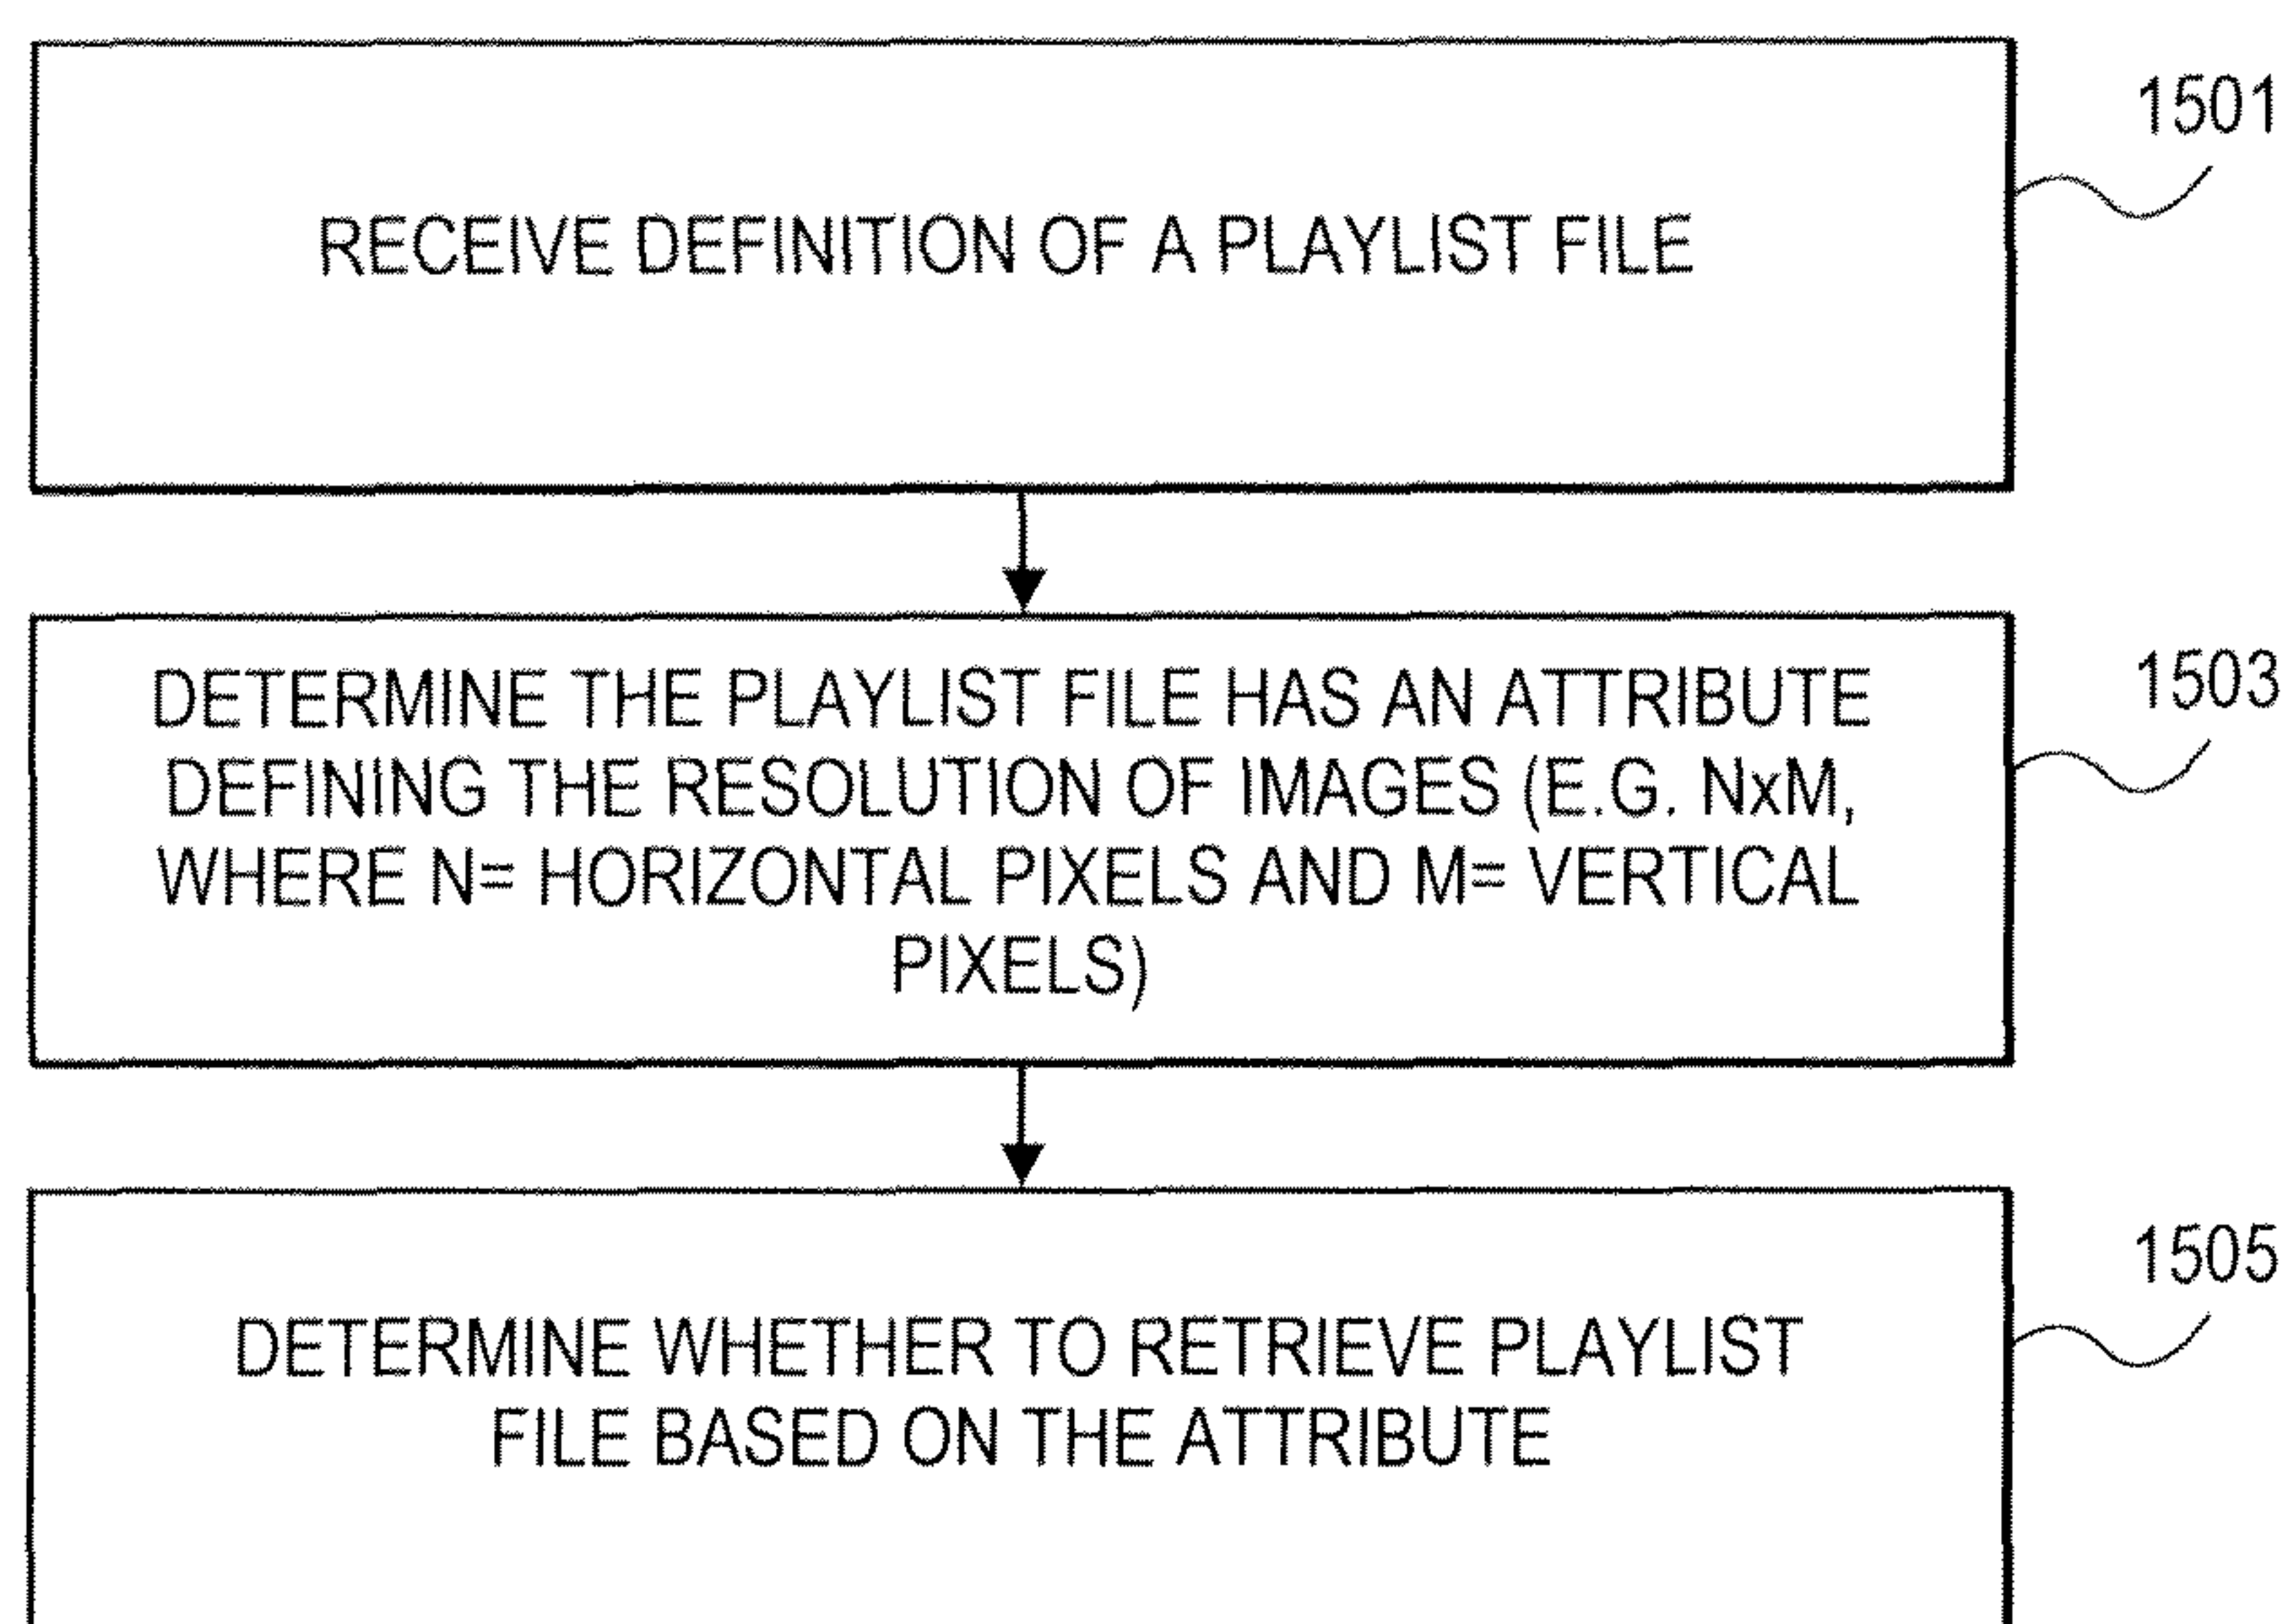 RECEIVE DEFINITION OF A PLAYLIST FILE
1501
DETERMINE THE PLAYLIST FILE HAS AN ATTRIBUTE
DEFINING THE RESOLUTION OF IMAGES (E.G. NxM,
WHERE N= HORIZONTAL PIXELS AND M= VERTICAL
PIXELS)
1503
DETERMINE WHETHER TO RETRIEVE PLAYLIST
FILE BASED ON THE ATTRIBUTE
1505